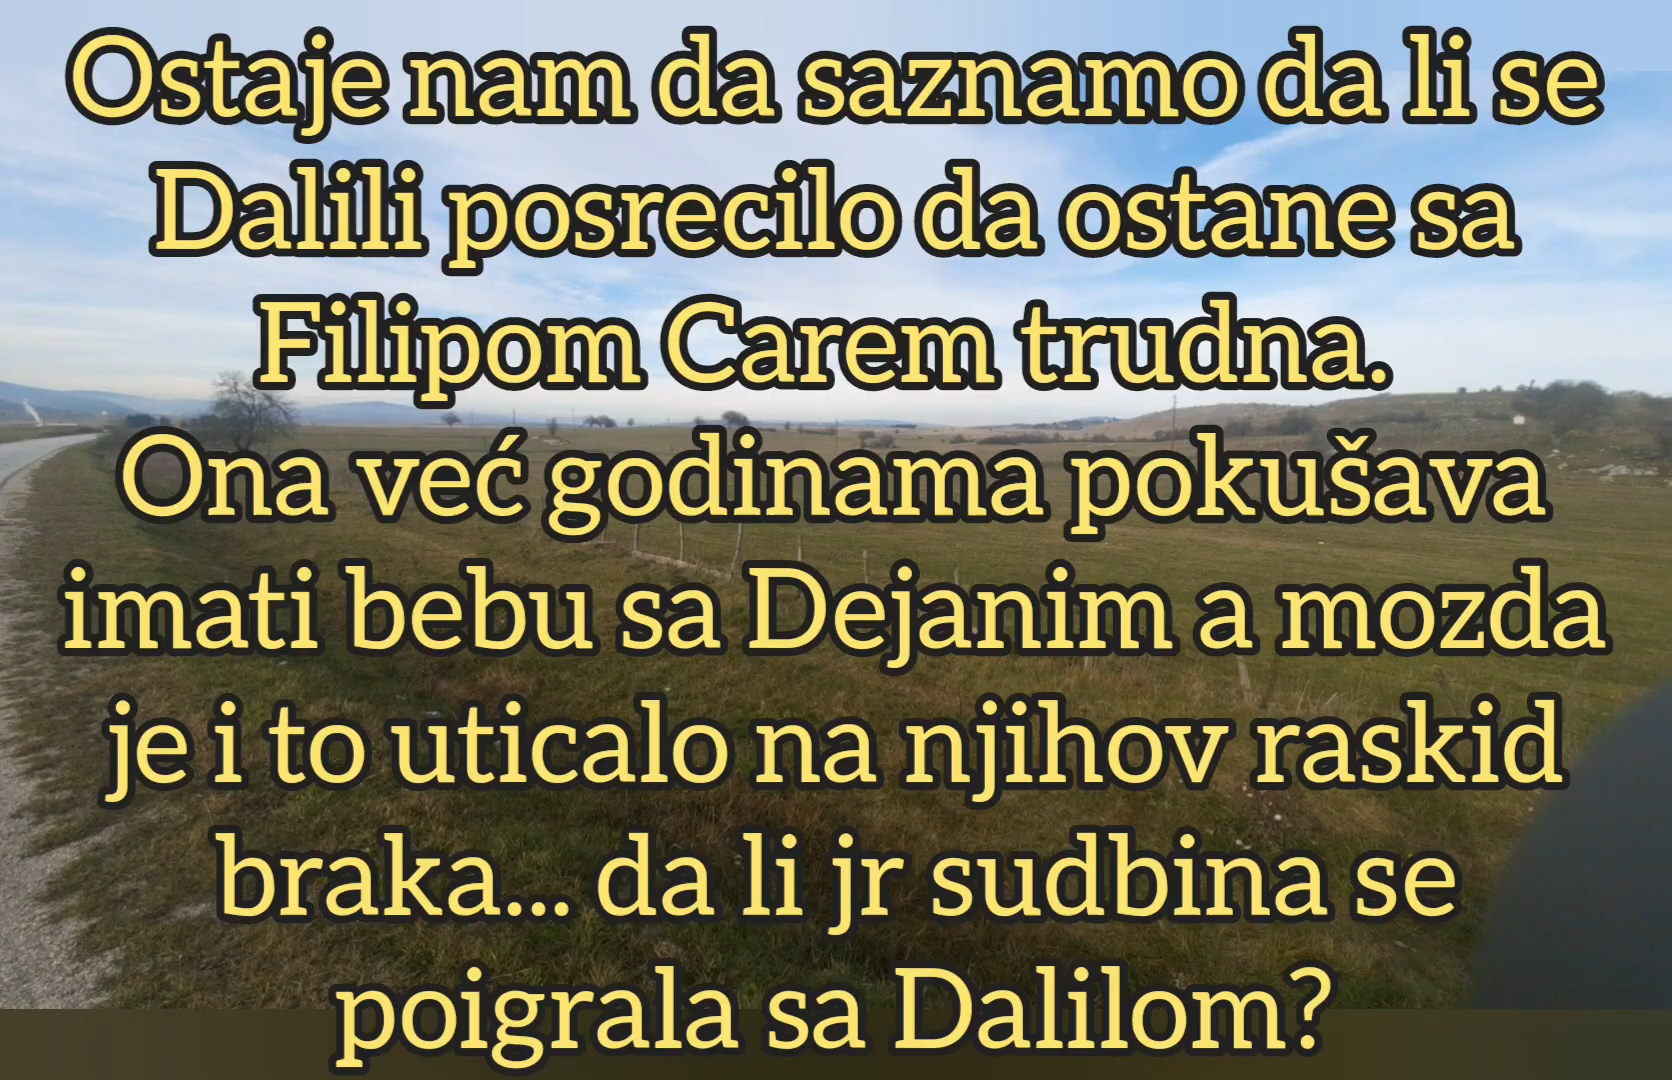 Ostaje nam da saznamo da li se
Dalili posrecilo da ostane sa
Filipom Carem trudna.
Ona već godinama pokušava
imati bebu sa Dejanim a mozda
je i to uticalo na njihov raskid
braka... da li jr sudbina se
poigrala sa Dalilom?